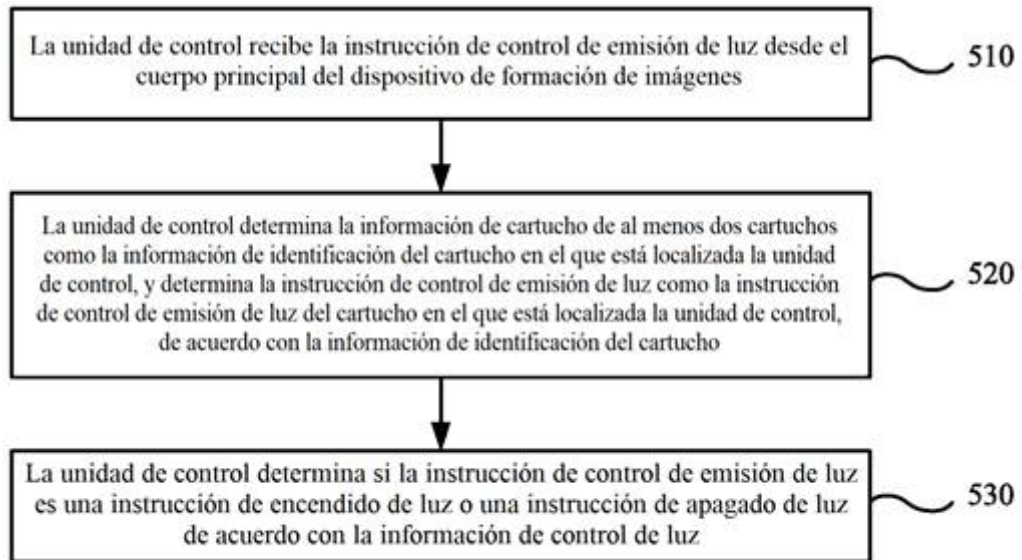 La unidad de control recibe la instrucción de control de emisión de luz desde el
cuerpo principal del dispositivo de formación de imágenes
510
La unidad de control determina la información de cartucho de al menos dos cartuchos
como la información de identificación del cartucho en el que está localizada la unidad
de control, y determina la instrucción de control de emisión de luz como la instrucción
de control de emisión de luz del cartucho en el que está localizada la unidad de control,
de acuerdo con la información de identificación del cartucho
520
La unidad de control determina si la instrucción de control de emisión de luz
es una instrucción de encendido de luz o una instrucción de apagado de luz
de acuerdo con la información de control de luz
530